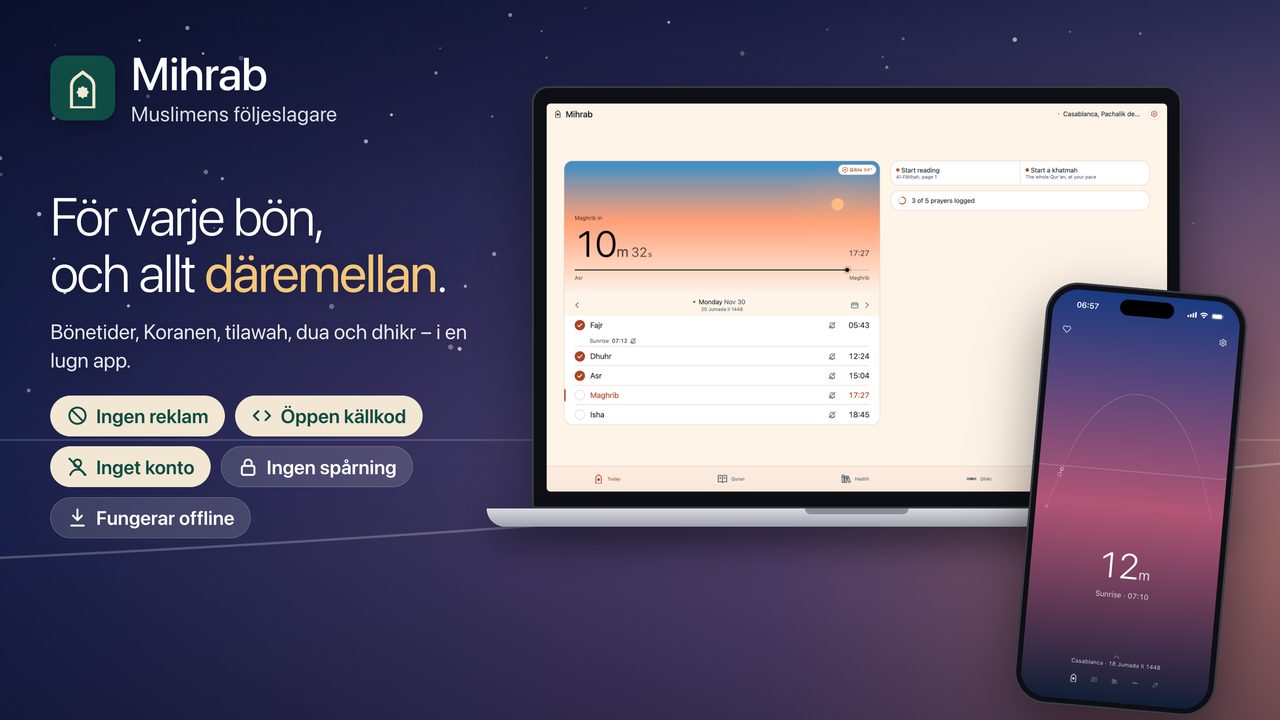 Mihrab
Muslimens följeslagare
För varje bön,
och allt däremellan.
Bönetider, Koranen, tilawah, dua och dhikr – i en
lugn app.
Ingen reklam
Öppen källkod
Inget konto
Ingen spårning
Fungerar offline
Mihrab
Casablanca, Pachalik de...
Qibla 94°
Maghrib in
10m 32s
17:27
Asr
Maghrib
Monday Nov 30
20 Jumada II 1448
Fajr
05:43
Sunrise 07:12
Dhuhr
12:24
Asr
15:04
Maghrib
17:27
Isha
18:45
Start reading
Al-Fātihah, page 1
Start a khatmah
The whole Qur'an, at your pace
3 of 5 prayers logged
Today
Quran
Hadith
Dhikr
06:57
12m
Sunrise · 07:10
Casablanca · 18 Jumada II 1448